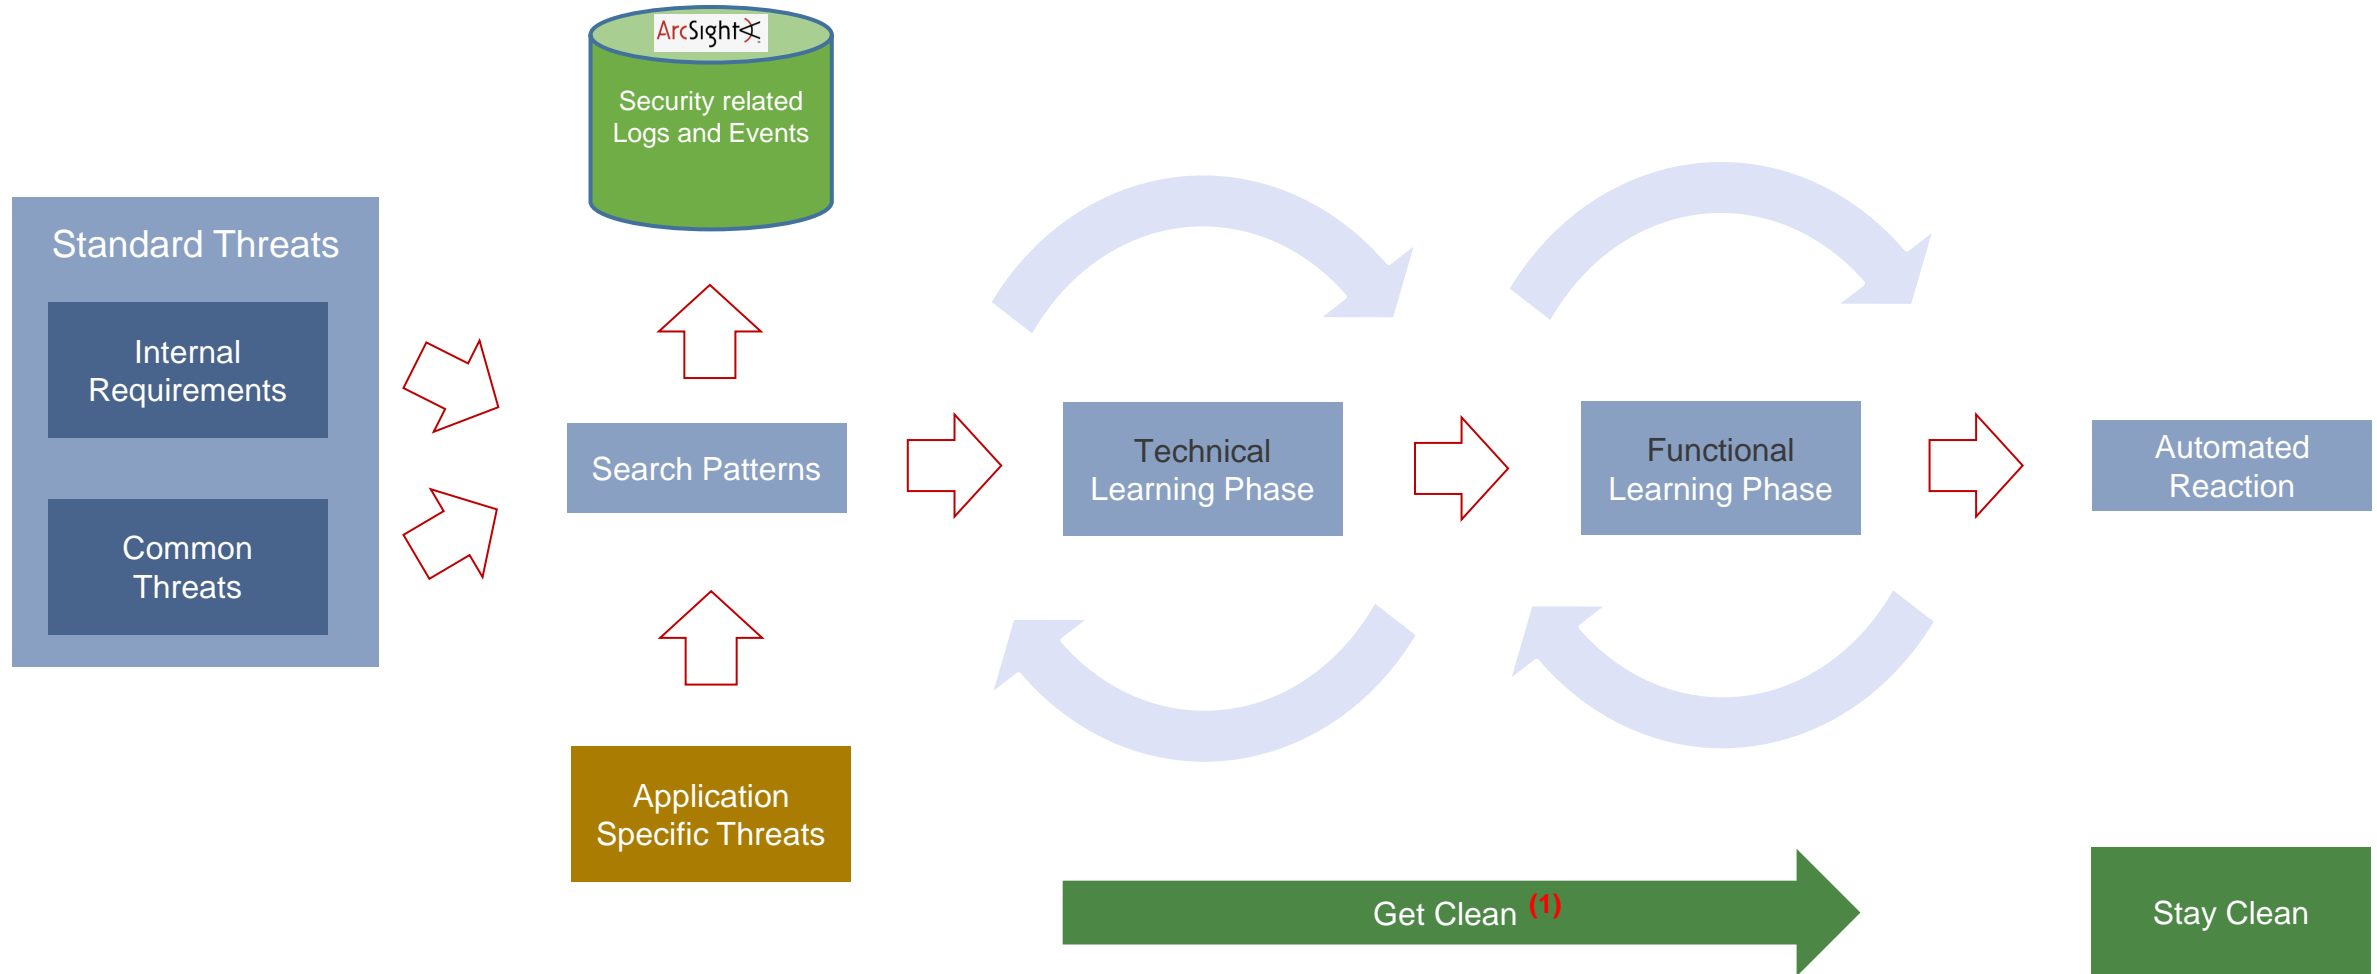 ArcSight
Security related
Logs and Events
Standard Threats
Internal
Requirements
Common
Threats
Search Patterns
Application
Specific Threats
Technical
Learning Phase
Functional
Learning Phase
Automated
Reaction
Get Clean (1)
Stay Clean